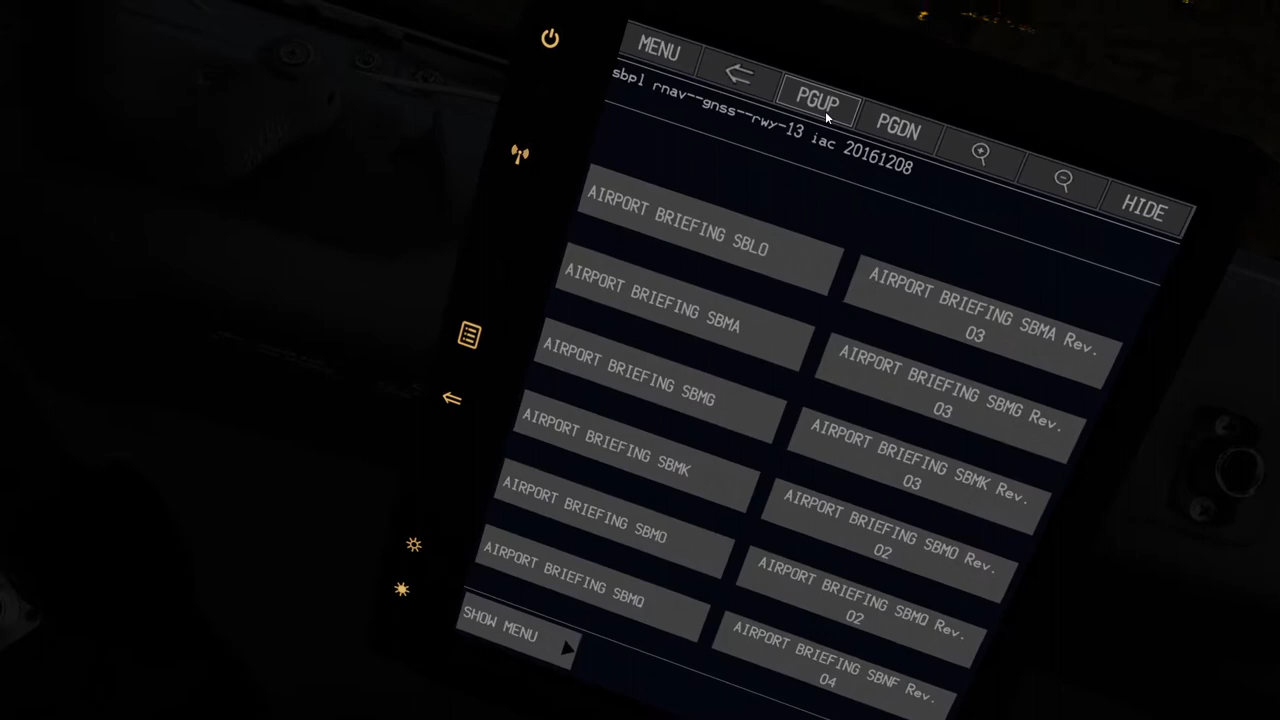 MENU
PGUP
PGDN
HIDE
sbpl rnav--gnss--rwy-13 iac 20161208
AIRPORT BRIEFING SBLO
AIRPORT BRIEFING SBMA Rev.
03
AIRPORT BRIEFING SBMA
AIRPORT BRIEFING SBMG Rev.
03
AIRPORT BRIEFING SBMG
AIRPORT BRIEFING SBMK Rev.
03
AIRPORT BRIEFING SBMK
AIRPORT BRIEFING SBMO Rev.
02
AIRPORT BRIEFING SBMO
AIRPORT BRIEFING SBMQ Rev.
02
AIRPORT BRIEFING SBMQ
AIRPORT BRIEFING SBNF Rev.
04
SHOW MENU